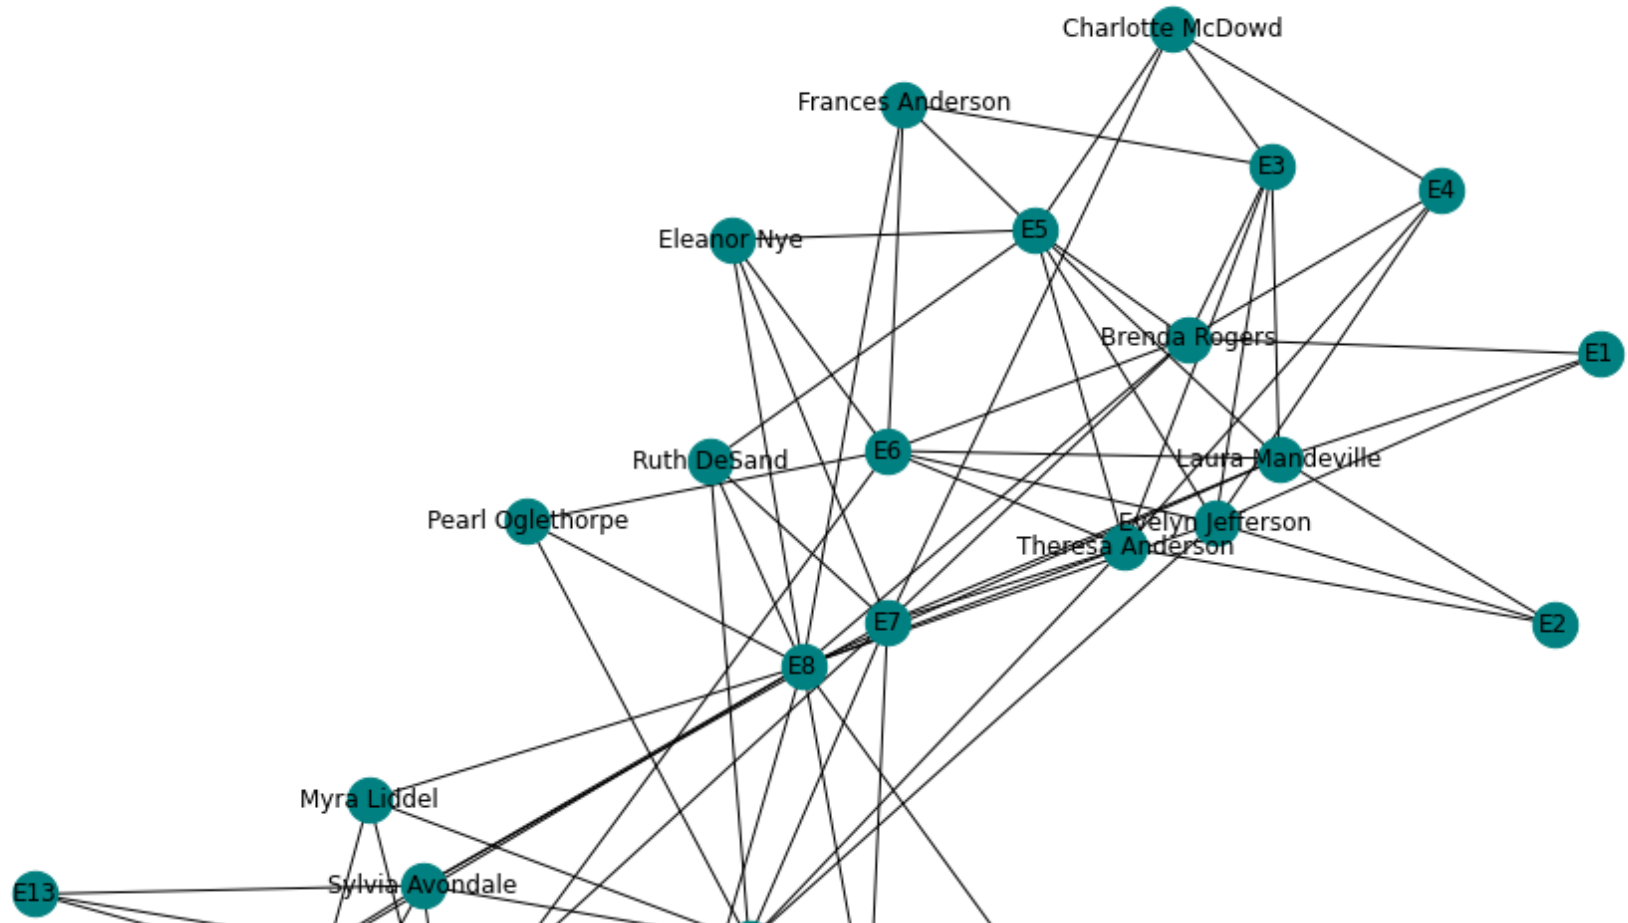 Charlotte McDowd
Frances Anderson
E3
E4
E5
Eleanor Nye
Brenda Rogers
E1
E6
Laura Mandeville
Ruth DeSand
Pearl Oglethorpe
Evelyn Jefferson
Theresa Anderson
E7
E2
E8
Myra Liddel
Sylvia Avondale
E13